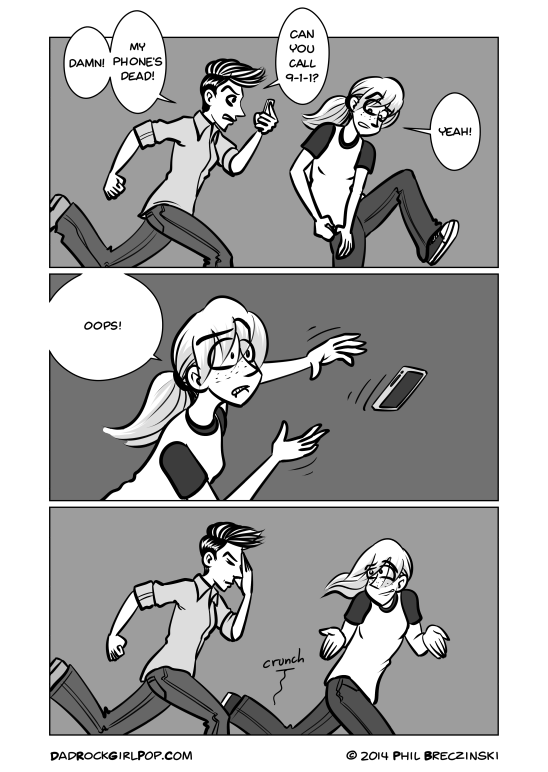 DAMN!
MY
PHONE'S
DEAD!
CAN
YOU
CALL
9-1-1?
YEAH!
OOPS!
crunch
DADROCKGIRLPOP.COM
© 2014 PHIL BRECZINSKI